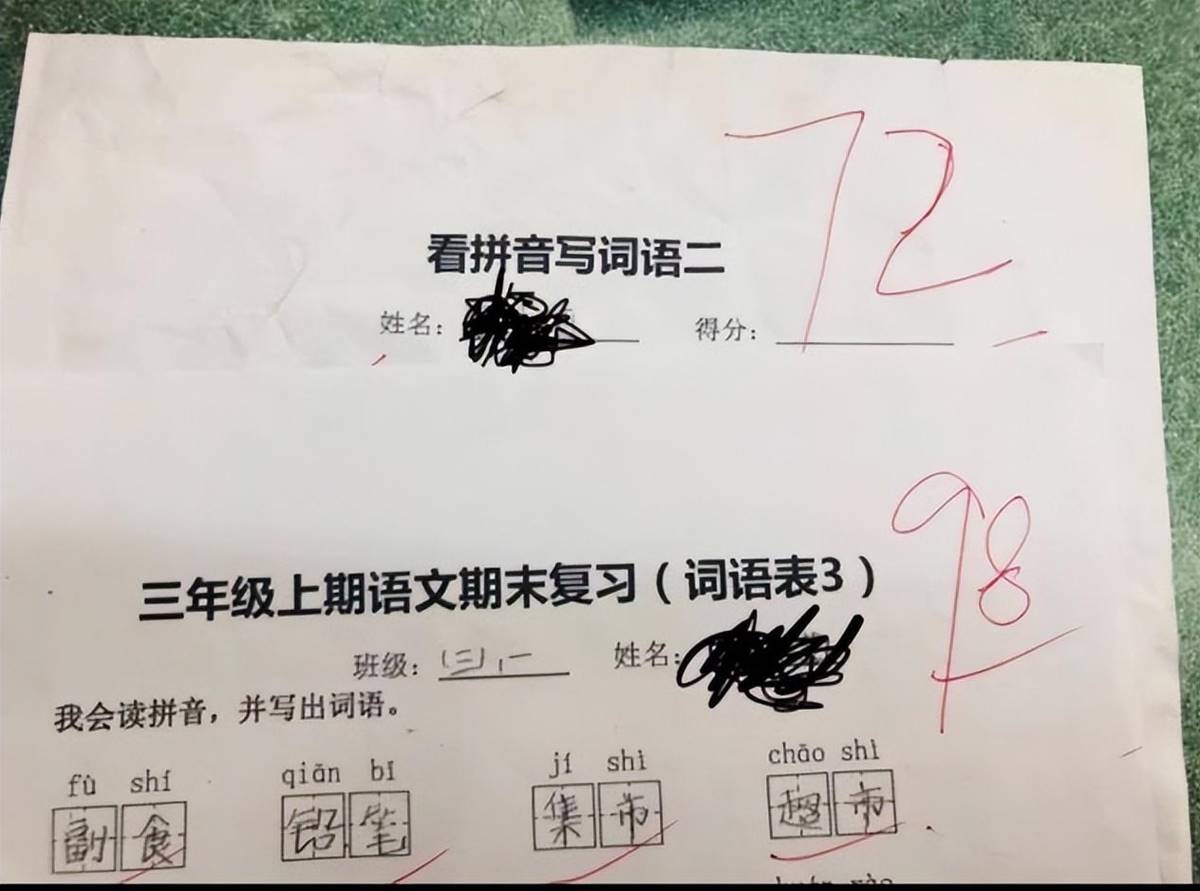 72
看拼音写词语二
姓名： 得分：
98
三年级上期语文期末复习（词语表3）
班级：(三)，一 姓名：
我会读拼音，并写出词语。
fù shí qiān bǐ jí shì chāo shì
副食 铅笔 集市 超市